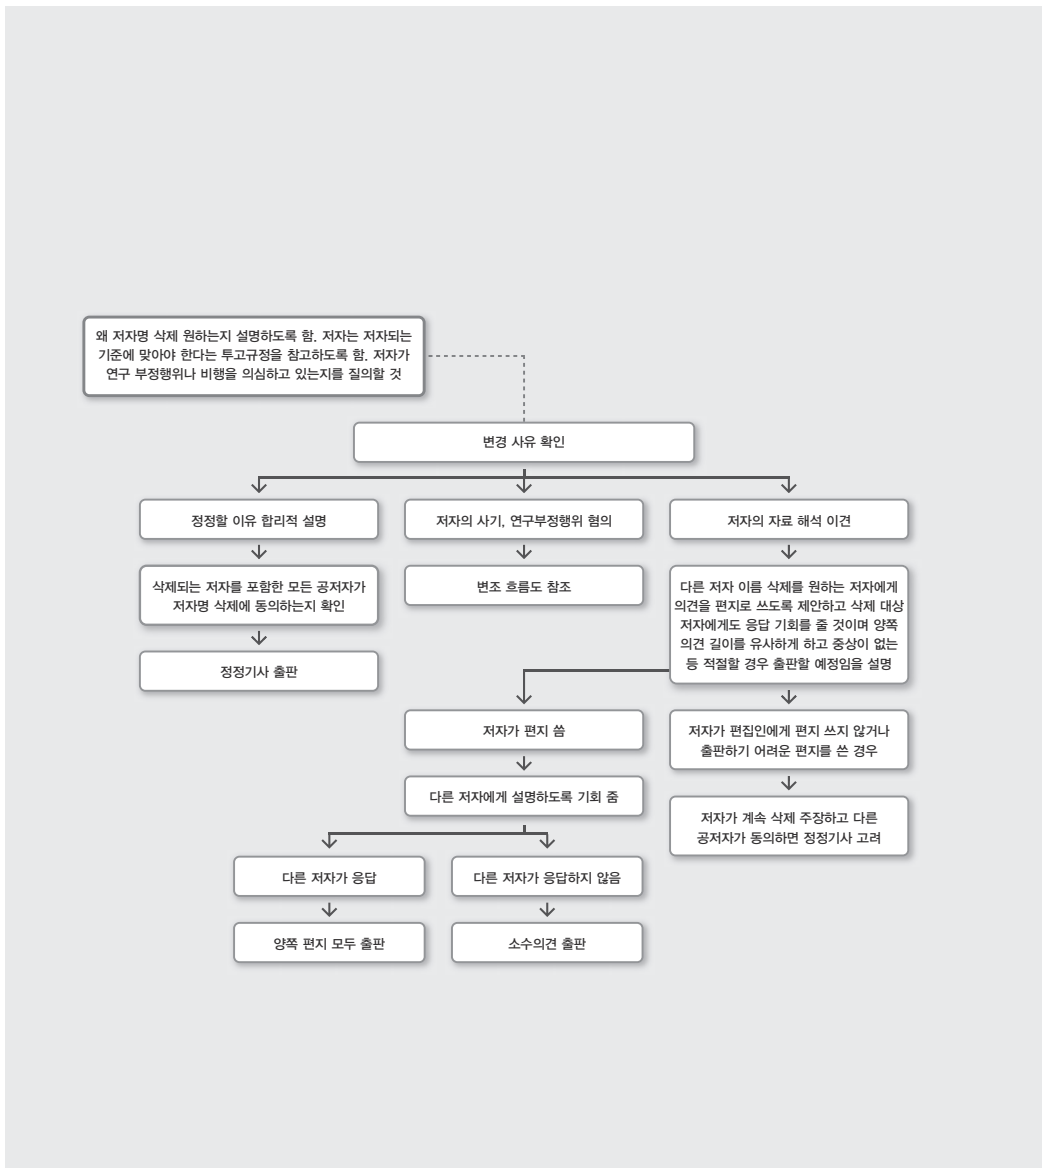 왜 저자명 삭제 원하는지 설명하도록 함. 저자는 저자되는
기준에 맞아야 한다는 투고규정을 참고하도록 함. 저자가
연구 부정행위나 비행을 의심하고 있는지를 질의할 것
변경 사유 확인
정정할 이유 합리적 설명
저자의 사기, 연구부정행위 혐의
저자의 자료 해석 이견
삭제되는 저자를 포함한 모든 공저자가
저자명 삭제에 동의하는지 확인
변조 흐름도 참조
다른 저자 이름 삭제를 원하는 저자에게
의견을 편지로 쓰도록 제안하고 삭제 대상
저자에게도 응답 기회를 줄 것이며 양쪽
의견 길이를 유사하게 하고 중상이 없는
등 적절할 경우 출판할 예정임을 설명
정정기사 출판
저자가 편지 씀
저자가 편집인에게 편지 쓰지 않거나
출판하기 어려운 편지를 쓴 경우
다른 저자에게 설명하도록 기회 줌
저자가 계속 삭제 주장하고 다른
공저자가 동의하면 정정기사 고려
다른 저자가 응답
다른 저자가 응답하지 않음
양쪽 편지 모두 출판
소수의견 출판